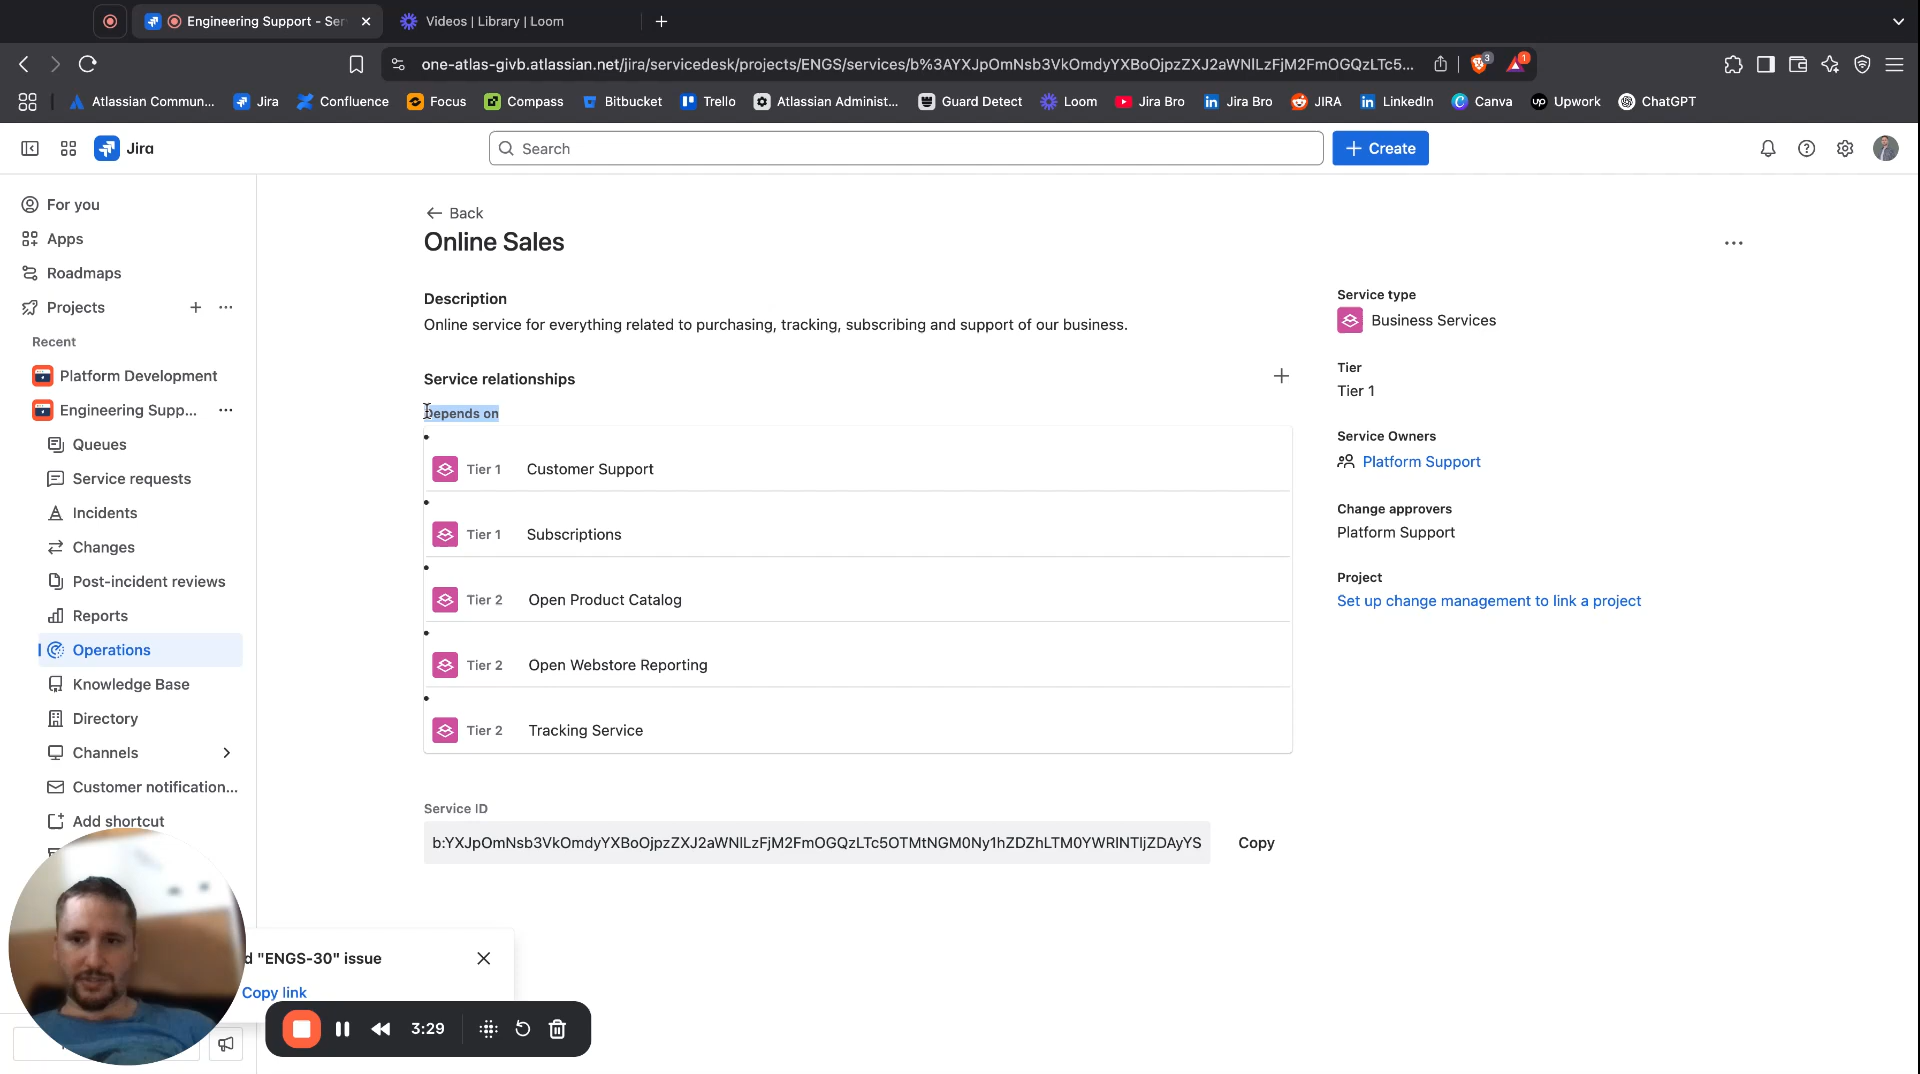 Engineering Support - Ser
Videos | Library | Loom
one-atlas-givb.atlassian.net/jira/servicedesk/projects/ENGS/services/b%3AYXJpOmNsb3VkOmdyYXBoOjpzZXJ2aWNlLzFjM2FmOGQzLTc5...
3
1
Atlassian Commun...
Jira
Confluence
Focus
Compass
Bitbucket
Trello
Atlassian Administ...
Guard Detect
Loom
Jira Bro
Jira Bro
JIRA
LinkedIn
Canva
Upwork
ChatGPT
Jira
Search
Create
For you
Apps
Roadmaps
Projects
Recent
Platform Development
Engineering Supp...
Queues
Service requests
Incidents
Changes
Post-incident reviews
Reports
Operations
Knowledge Base
Directory
Channels
Customer notification...
Add shortcut
Back
Online Sales
Description
Online service for everything related to purchasing, tracking, subscribing and support of our business.
Service relationships
Depends on
Tier 1 Customer Support
Tier 1 Subscriptions
Tier 2 Open Product Catalog
Tier 2 Open Webstore Reporting
Tier 2 Tracking Service
Service ID
b:YXJpOmNsb3VkOmdyYXBoOjpzZXJ2aWNlLzFjM2FmOGQzLTc5OTMtNGM0Ny1hZDZhLTM0YWRlNTljZDAyYS
Copy
Service type
Business Services
Tier
Tier 1
Service Owners
Platform Support
Change approvers
Platform Support
Project
Set up change management to link a project
d "ENGS-30" issue
Copy link
3:29